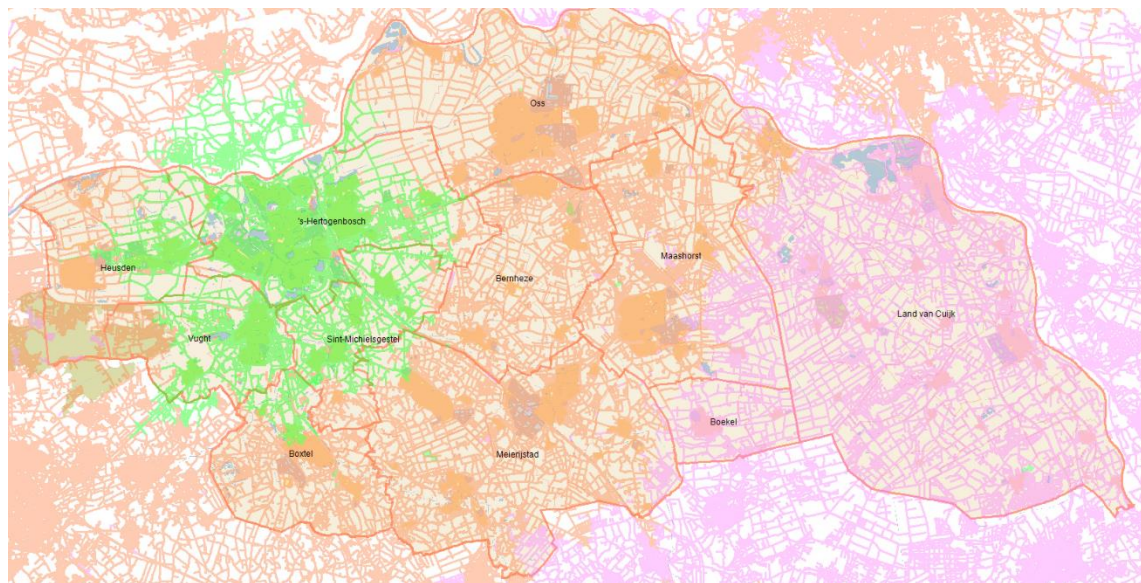 Oss
's-Hertogenbosch
Maashorst
Heusden
Bernheze
Land van Cuijk
Vught
Sint-Michielsgestel
Boekel
Boxtel
Meierijstad